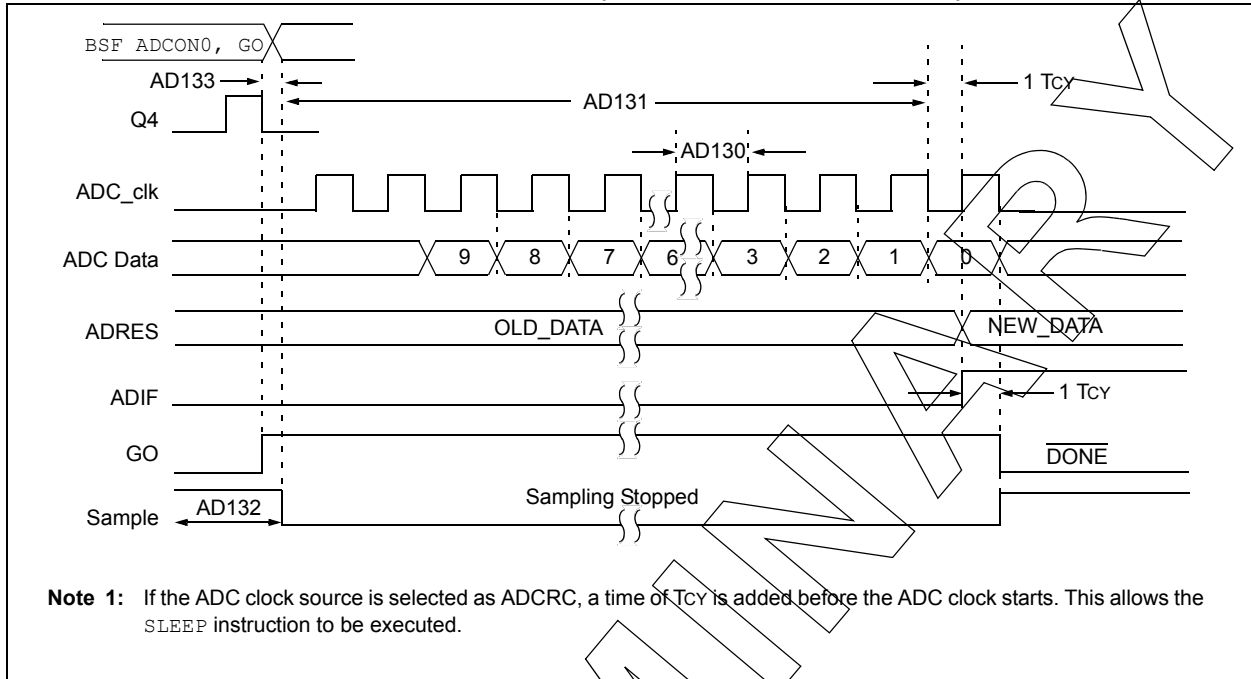 BSF ADCON0, GO
AD133
1 TCY
AD131
Q4
AD130
ADC_clk
ADC Data 9 8 7 6 3 2 1 0
ADRES OLD_DATA NEW_DATA
ADIF 1 TCY
GO DONE
Sample AD132 Sampling Stopped
Note 1: If the ADC clock source is selected as ADCRC, a time of TCY is added before the ADC clock starts. This allows the
SLEEP instruction to be executed.
INARY